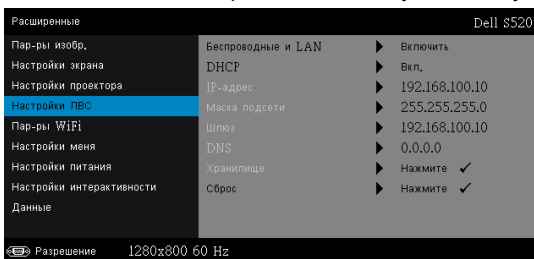 Расширенные Dell S520
Пар-ры изобр.
Настройки экрана
Настройки проектора
Настройки ЛВС
Пар-ры WiFi
Настройки меня
Настройки питания
Настройки интерактивности
Данные
Беспроводные и LAN Включить
DHCP Вкл.
IP-адрес 192.168.100.10
Маска подсети 255.255.255.0
Шлюз 192.168.100.10
DNS 0.0.0.0
Хранилище Нажмите ✓
Сброс Нажмите ✓
Разрешение 1280x800 60 Hz